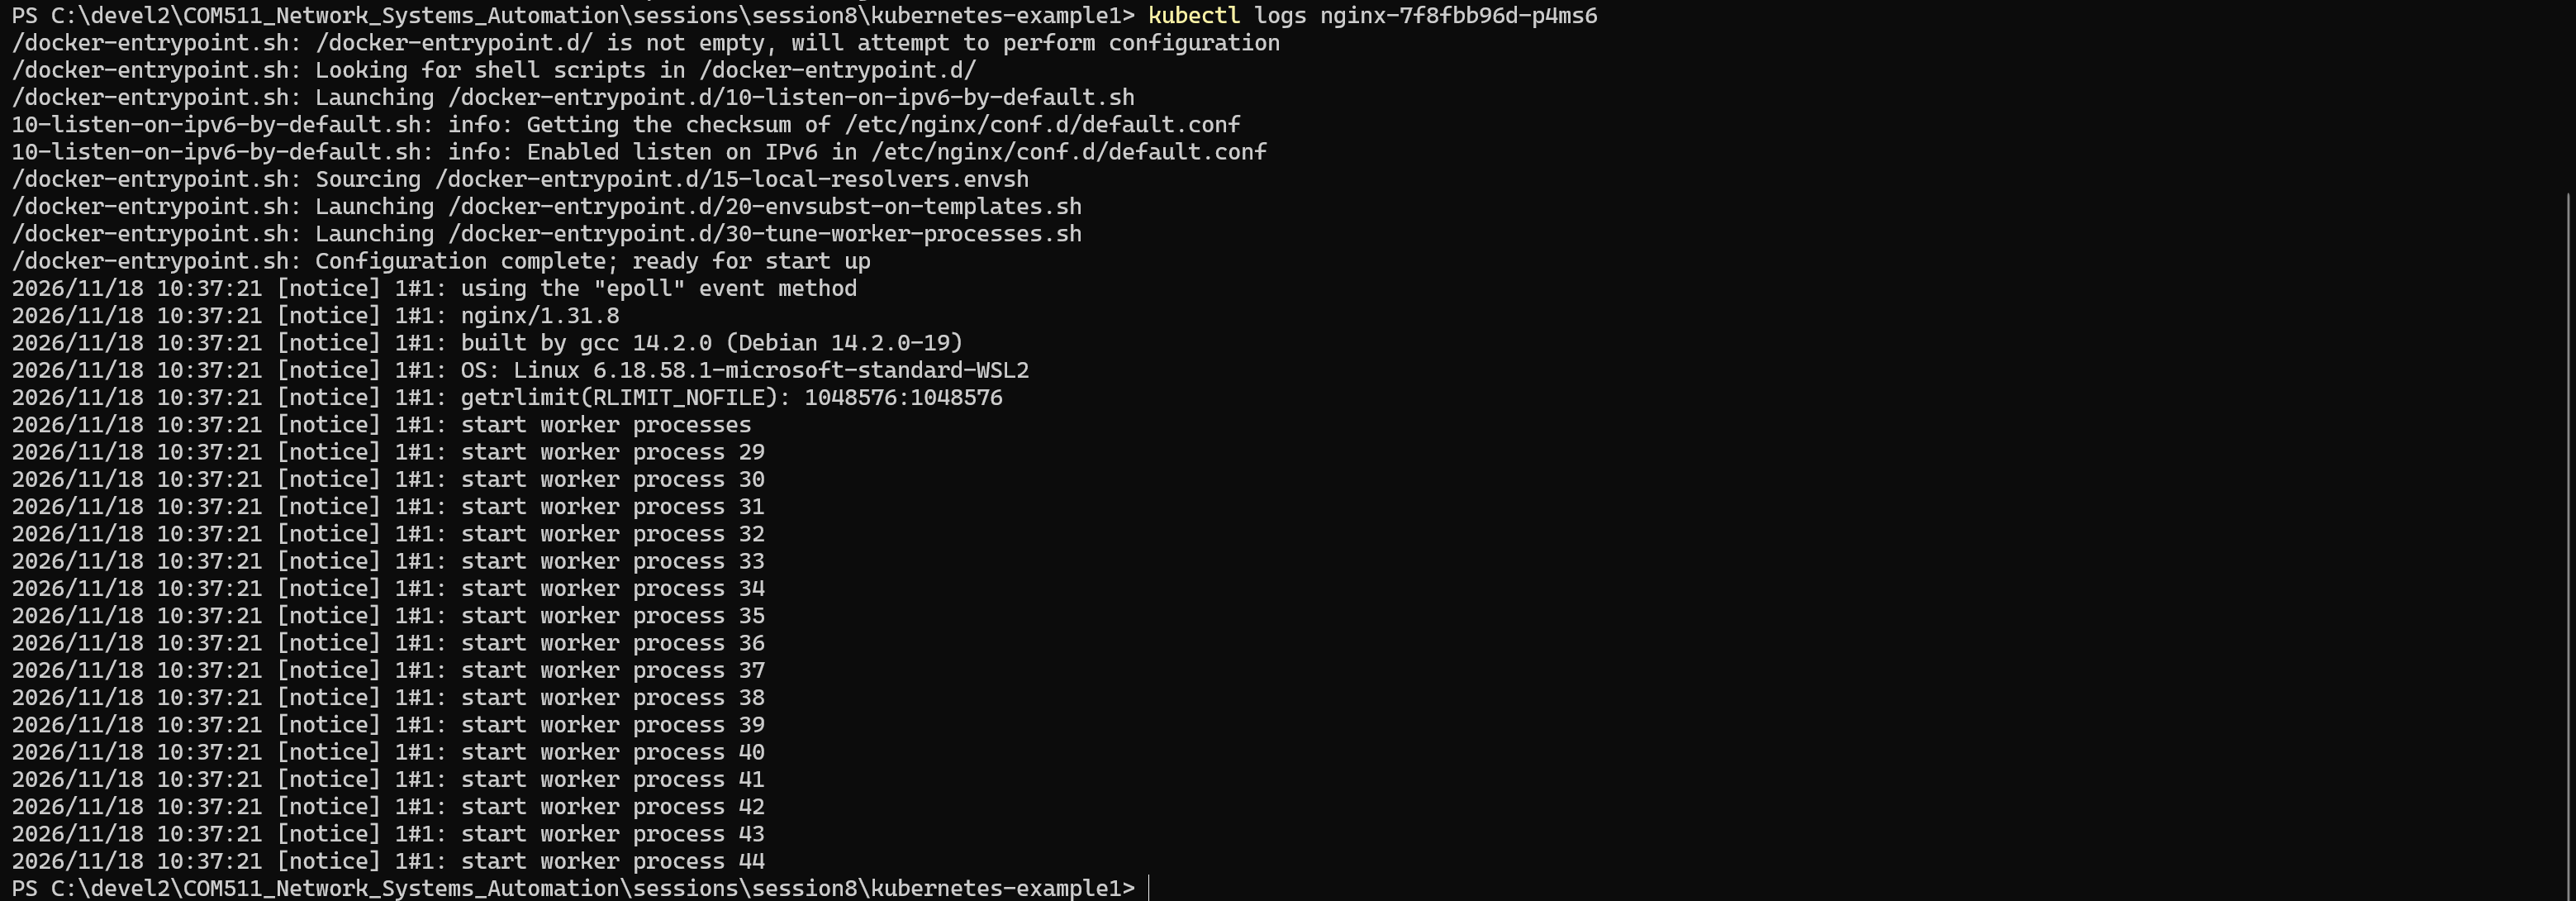 PS C:\devel2\COM511_Network_Systems_Automation\sessions\session8\kubernetes-example1> kubectl logs nginx-7f8fbb96d-p4ms6
/docker-entrypoint.sh: /docker-entrypoint.d/ is not empty, will attempt to perform configuration
/docker-entrypoint.sh: Looking for shell scripts in /docker-entrypoint.d/
/docker-entrypoint.sh: Launching /docker-entrypoint.d/10-listen-on-ipv6-by-default.sh
10-listen-on-ipv6-by-default.sh: info: Getting the checksum of /etc/nginx/conf.d/default.conf
10-listen-on-ipv6-by-default.sh: info: Enabled listen on IPv6 in /etc/nginx/conf.d/default.conf
/docker-entrypoint.sh: Sourcing /docker-entrypoint.d/15-local-resolvers.envsh
/docker-entrypoint.sh: Launching /docker-entrypoint.d/20-envsubst-on-templates.sh
/docker-entrypoint.sh: Launching /docker-entrypoint.d/30-tune-worker-processes.sh
/docker-entrypoint.sh: Configuration complete; ready for start up
2026/11/18 10:37:21 [notice] 1#1: using the "epoll" event method
2026/11/18 10:37:21 [notice] 1#1: nginx/1.31.8
2026/11/18 10:37:21 [notice] 1#1: built by gcc 14.2.0 (Debian 14.2.0-19)
2026/11/18 10:37:21 [notice] 1#1: OS: Linux 6.18.58.1-microsoft-standard-WSL2
2026/11/18 10:37:21 [notice] 1#1: getrlimit(RLIMIT_NOFILE): 1048576:1048576
2026/11/18 10:37:21 [notice] 1#1: start worker processes
2026/11/18 10:37:21 [notice] 1#1: start worker process 29
2026/11/18 10:37:21 [notice] 1#1: start worker process 30
2026/11/18 10:37:21 [notice] 1#1: start worker process 31
2026/11/18 10:37:21 [notice] 1#1: start worker process 32
2026/11/18 10:37:21 [notice] 1#1: start worker process 33
2026/11/18 10:37:21 [notice] 1#1: start worker process 34
2026/11/18 10:37:21 [notice] 1#1: start worker process 35
2026/11/18 10:37:21 [notice] 1#1: start worker process 36
2026/11/18 10:37:21 [notice] 1#1: start worker process 37
2026/11/18 10:37:21 [notice] 1#1: start worker process 38
2026/11/18 10:37:21 [notice] 1#1: start worker process 39
2026/11/18 10:37:21 [notice] 1#1: start worker process 40
2026/11/18 10:37:21 [notice] 1#1: start worker process 41
2026/11/18 10:37:21 [notice] 1#1: start worker process 42
2026/11/18 10:37:21 [notice] 1#1: start worker process 43
2026/11/18 10:37:21 [notice] 1#1: start worker process 44
PS C:\devel2\COM511_Network_Systems_Automation\sessions\session8\kubernetes-example1>